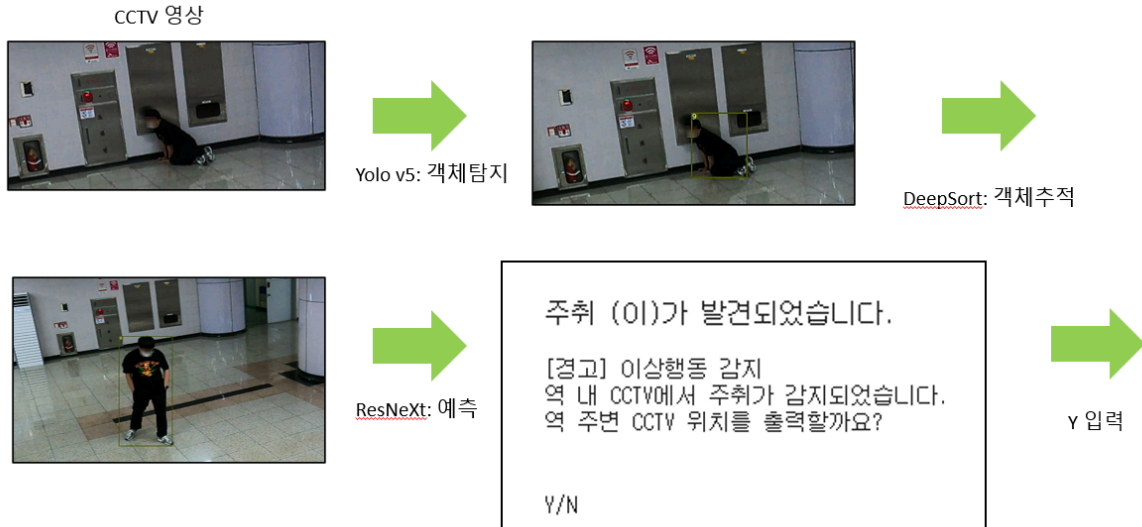 CCTV 영상
Yolo v5: 객체탐지
DeepSort: 객체추적
ResNeXt: 예측
주취 (이)가 발견되었습니다.
[경고] 이상행동 감지
역 내 CCTV에서 주취가 감지되었습니다.
역 주변 CCTV 위치를 출력할까요?
Y/N
Y 입력